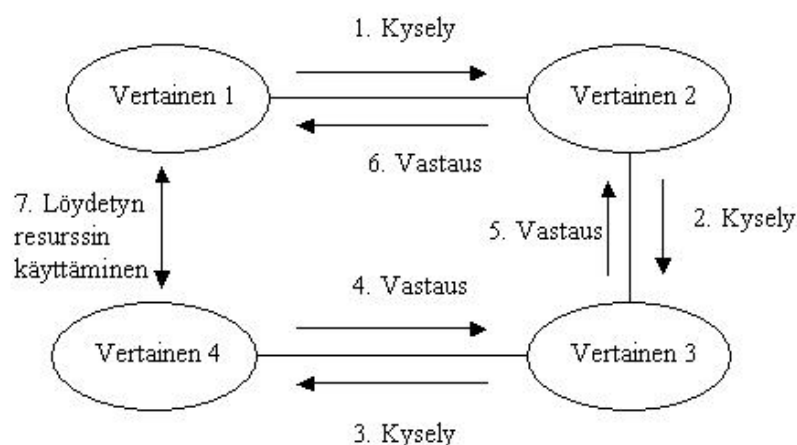 1. Kysely
Vertainen 1
Vertainen 2
6. Vastaus
7. Löydetyn
resurssin
käyttäminen
5. Vastaus
2. Kysely
4. Vastaus
Vertainen 4
Vertainen 3
3. Kysely